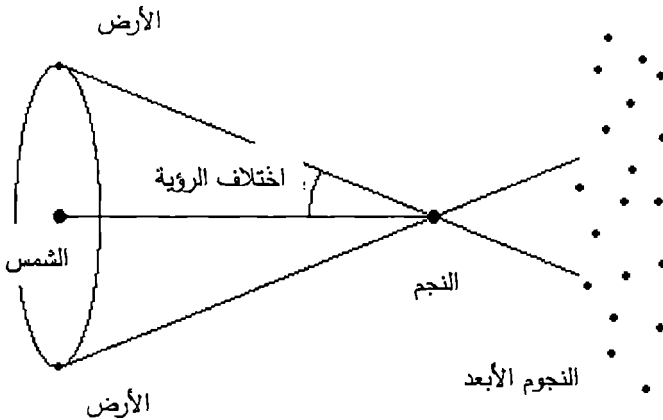 الأرض
اختلاف الرؤية
الشمس
النجم
النجوم الأبعد
الأرض